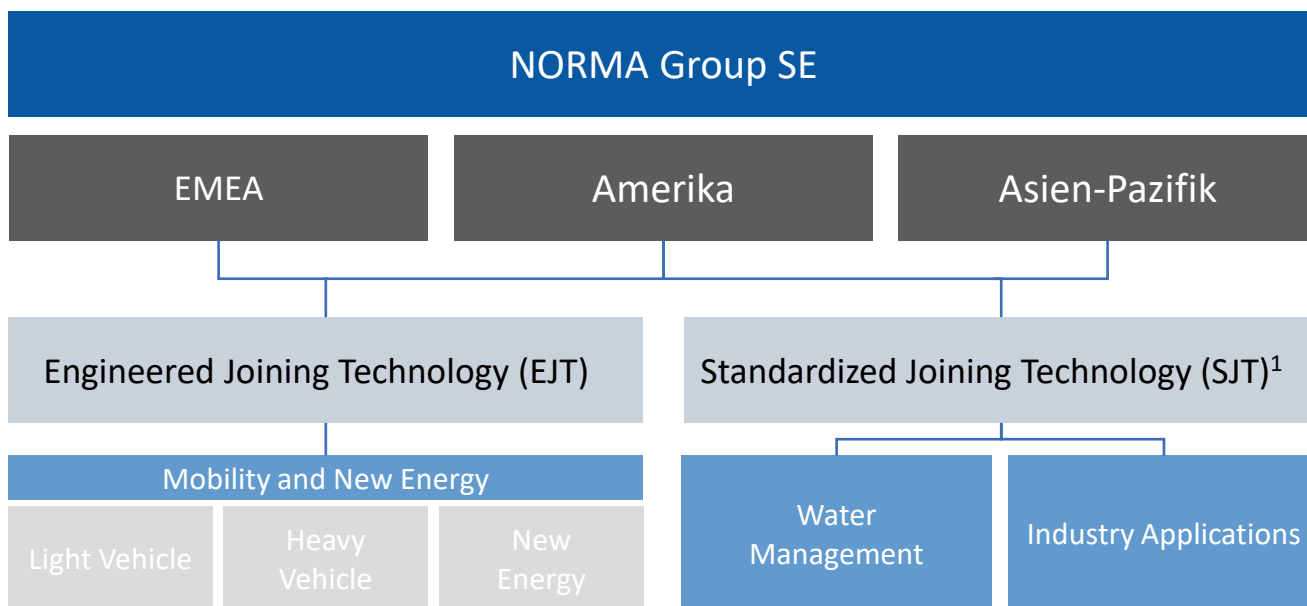 NORMA Group SE
EMEA
Amerika
Asien-Pazifik
Engineered Joining Technology (EJT)
Standardized Joining Technology (SJT)¹
Mobility and New Energy
Light Vehicle
Heavy
Vehicle
New
Energy
Water
Management
Industry Applications